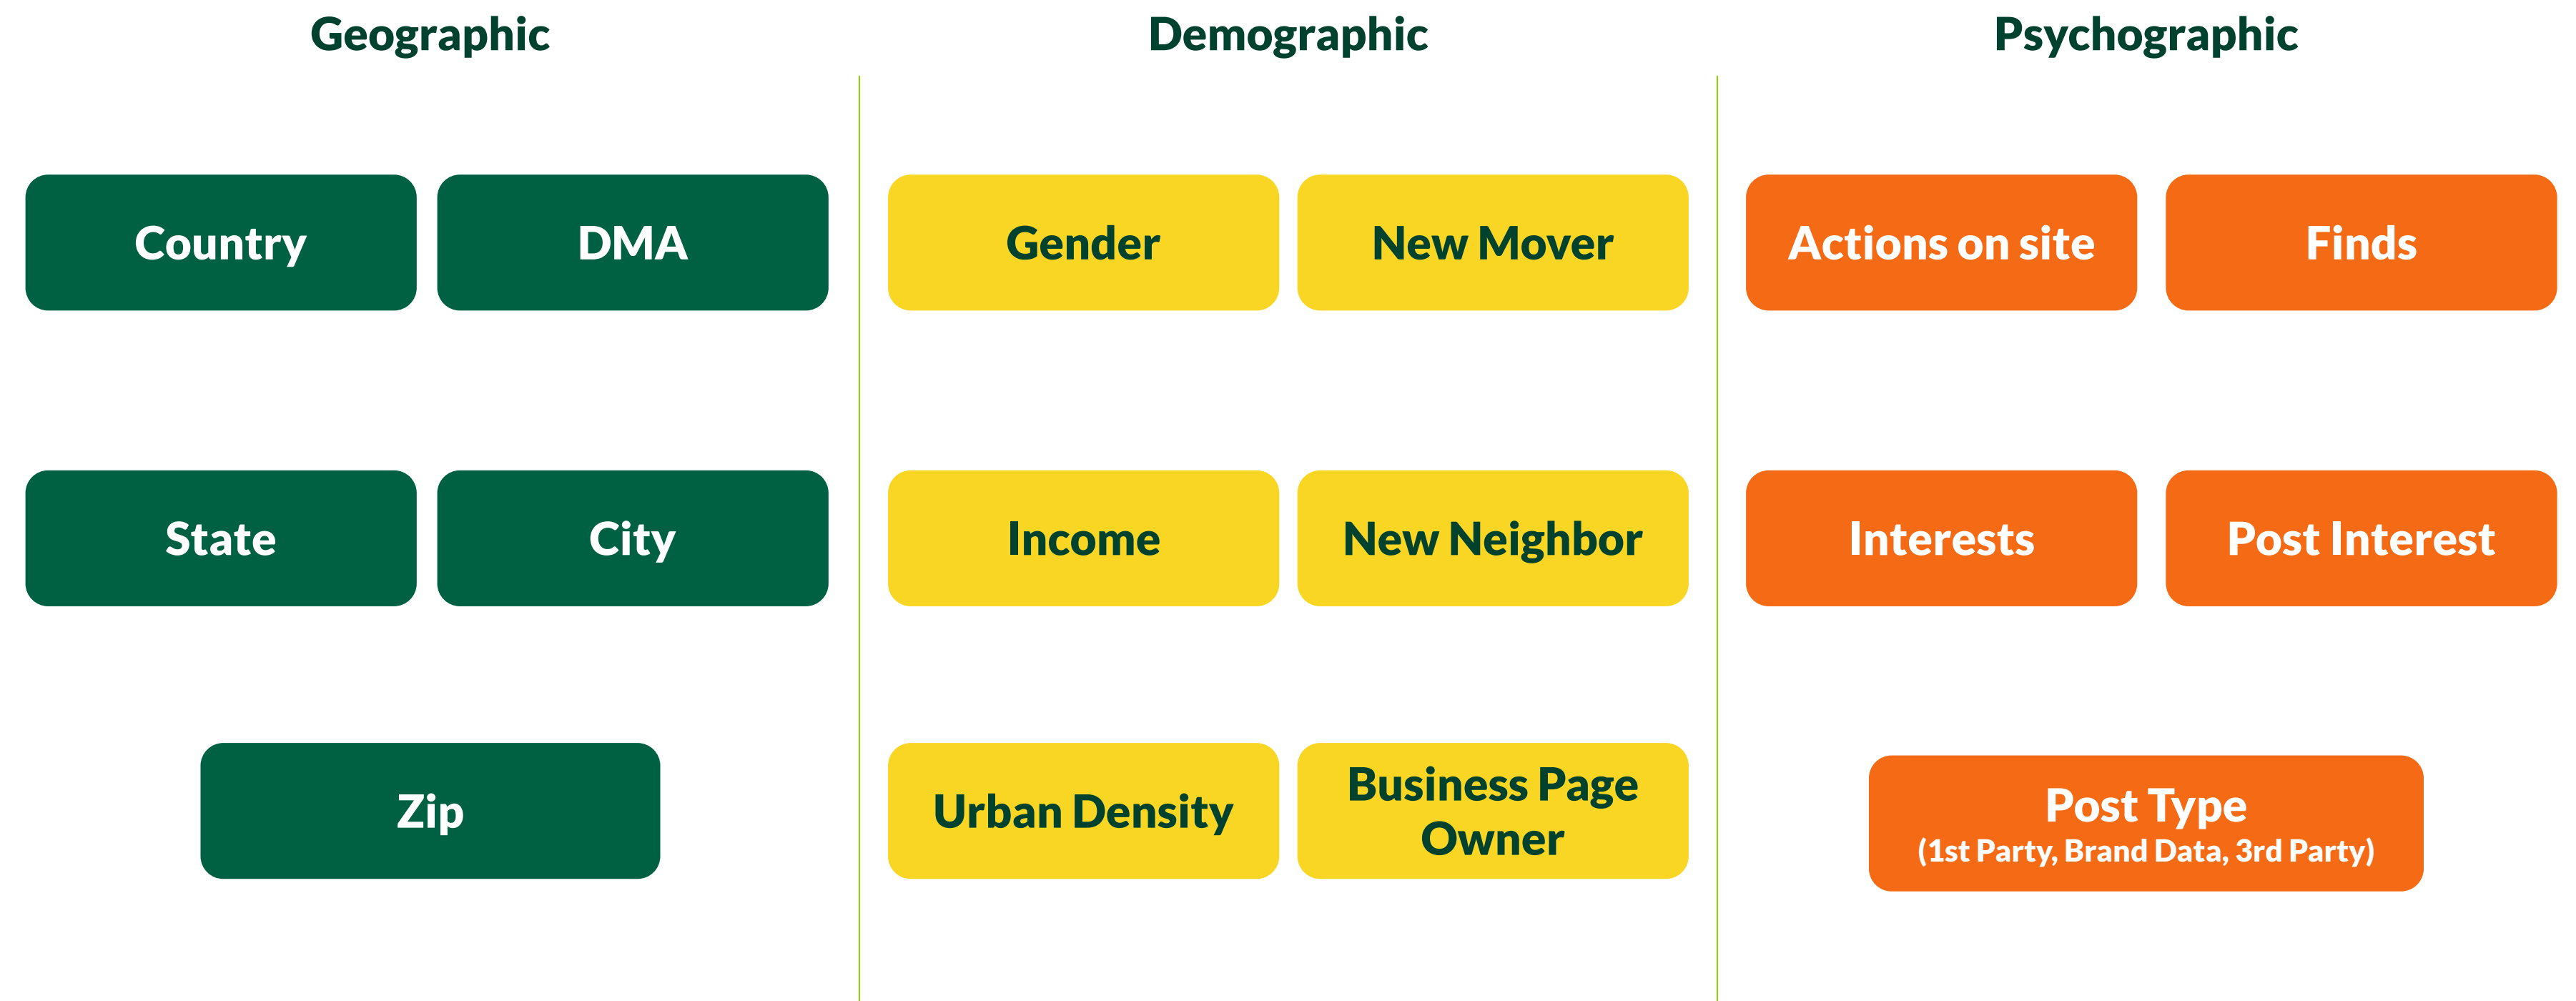 Geographic
Country
DMA
State
City
Zip
Demographic
Gender
New Mover
Income
New Neighbor
Urban Density
Business Page
Owner
Psychographic
Actions on site
Finds
Interests
Post Interest
Post Type
(1st Party, Brand Data, 3rd Party)